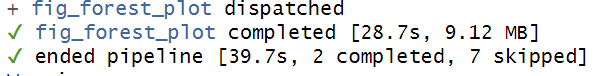 + fig_forest_plot dispatched
✓ fig_forest_plot completed [28.7s, 9.12 MB]
✓ ended pipeline [39.7s, 2 completed, 7 skipped]